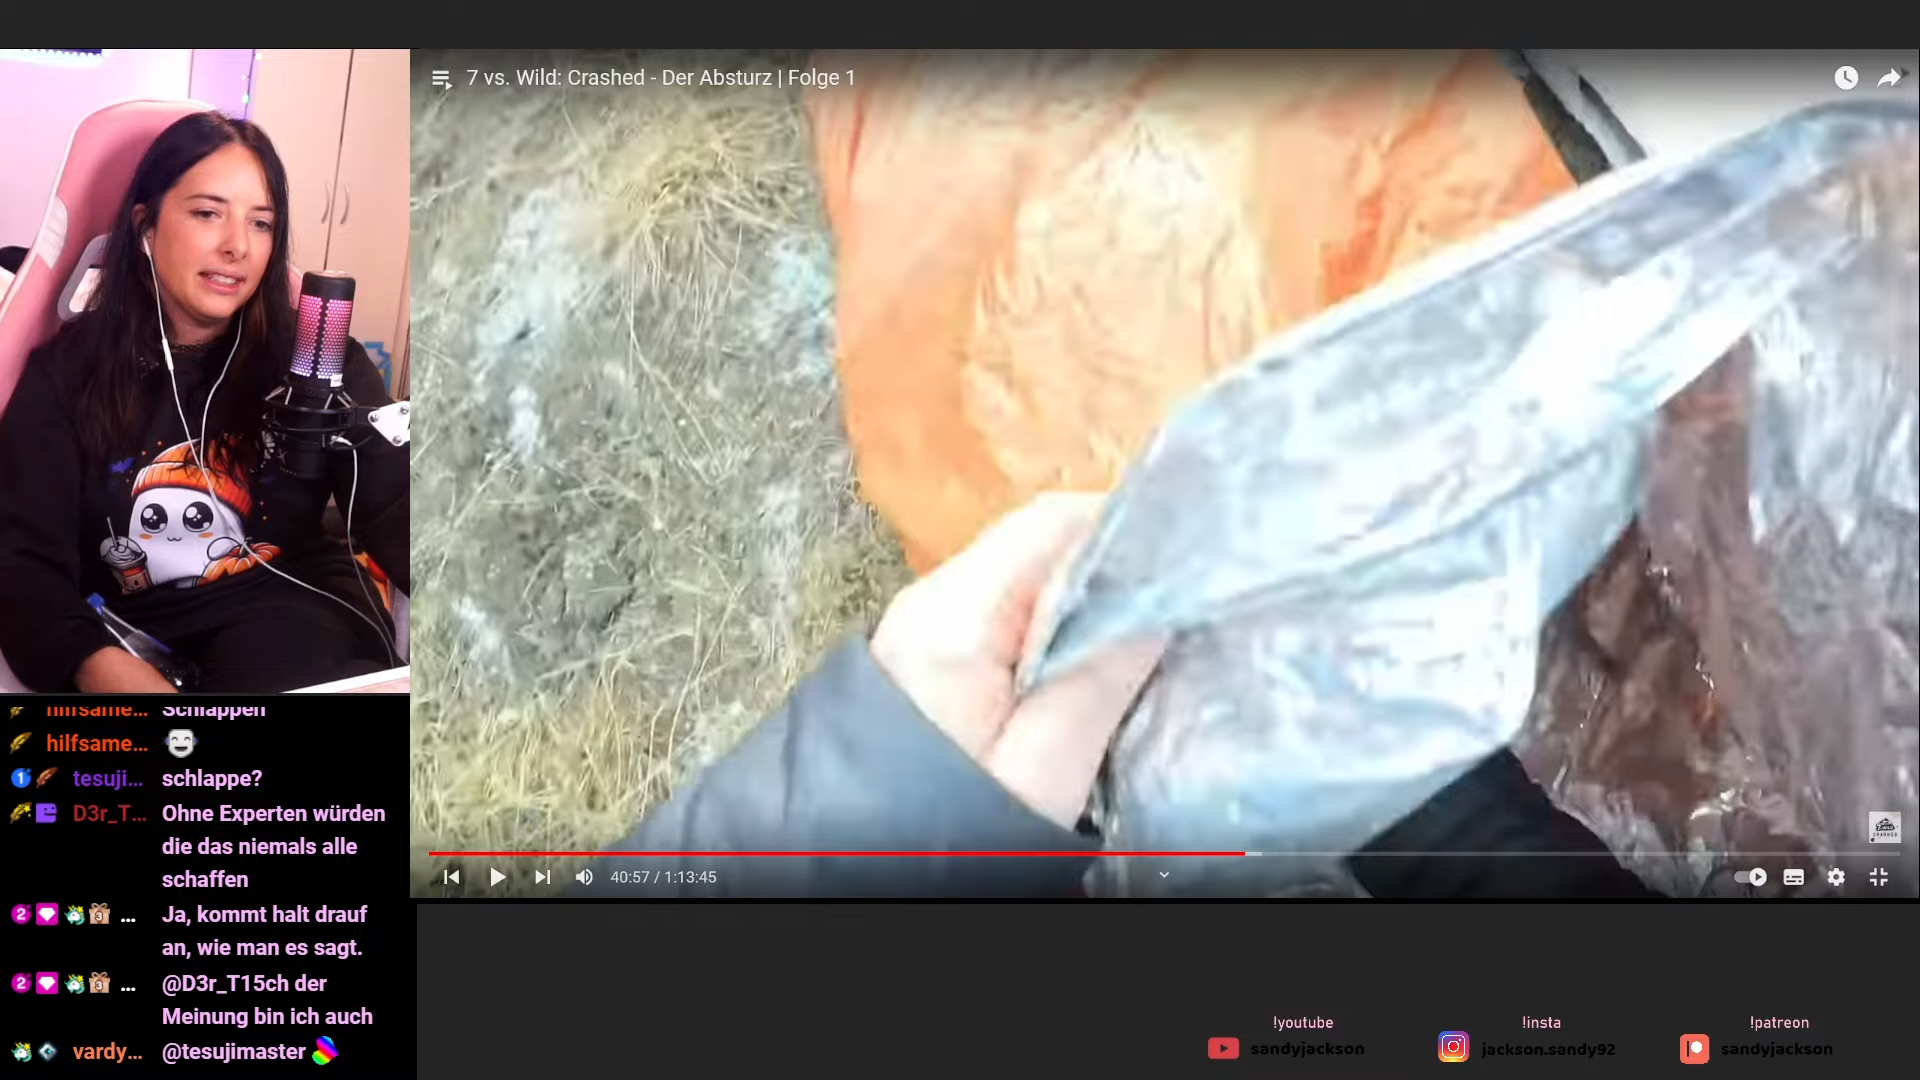 7 vs. Wild: Crashed - Der Absturz | Folge 1
hilfsame... Schlappen
hilfsame...
tesuji... schlappe?
D3r_T... Ohne Experten würden
die das niemals alle
schaffen
... Ja, kommt halt drauf
an, wie man es sagt.
... @D3r_T15ch der
Meinung bin ich auch
vardy... @tesujimaster
40:57 / 1:13:45
!youtube
sandyjackson
!insta
jackson.sandy92
!patreon
sandyjackson